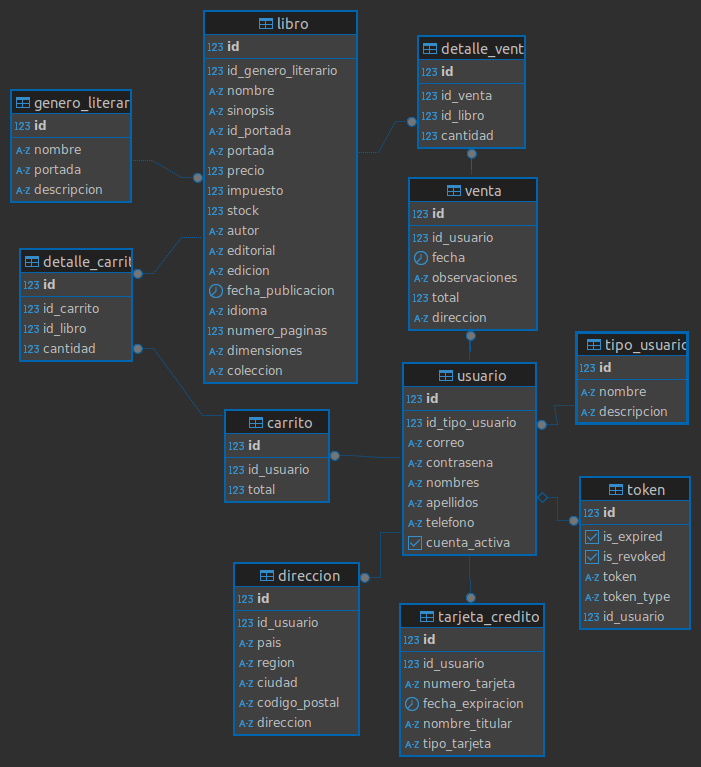 libro
123 id
123 id_genero_literario
A-Z nombre
A-Z sinopsis
A-Z id_portada
A-Z portada
123 precio
123 impuesto
123 stock
A-Z autor
A-Z editorial
A-Z edicion
fecha_publicacion
A-Z idioma
123 numero_paginas
A-Z dimensiones
A-Z coleccion
detalle_vent
123 id
123 id_venta
123 id_libro
123 cantidad
genero_literar
123 id
A-Z nombre
A-Z portada
A-Z descripcion
venta
123 id
123 id_usuario
fecha
A-Z observaciones
123 total
A-Z direccion
detalle_carrit
123 id
123 id_carrito
123 id_libro
123 cantidad
tipo_usuario
123 id
A-Z nombre
A-Z descripcion
usuario
123 id
123 id_tipo_usuario
A-Z correo
A-Z contrasena
A-Z nombres
A-Z apellidos
A-Z telefono
cuenta_activa
carrito
123 id
123 id_usuario
123 total
token
123 id
is_expired
is_revoked
A-Z token
A-Z token_type
123 id_usuario
direccion
123 id
123 id_usuario
A-Z pais
A-Z region
A-Z ciudad
A-Z codigo_postal
A-Z direccion
tarjeta_credito
123 id
123 id_usuario
A-Z numero_tarjeta
fecha_expiracion
A-Z nombre_titular
A-Z tipo_tarjeta